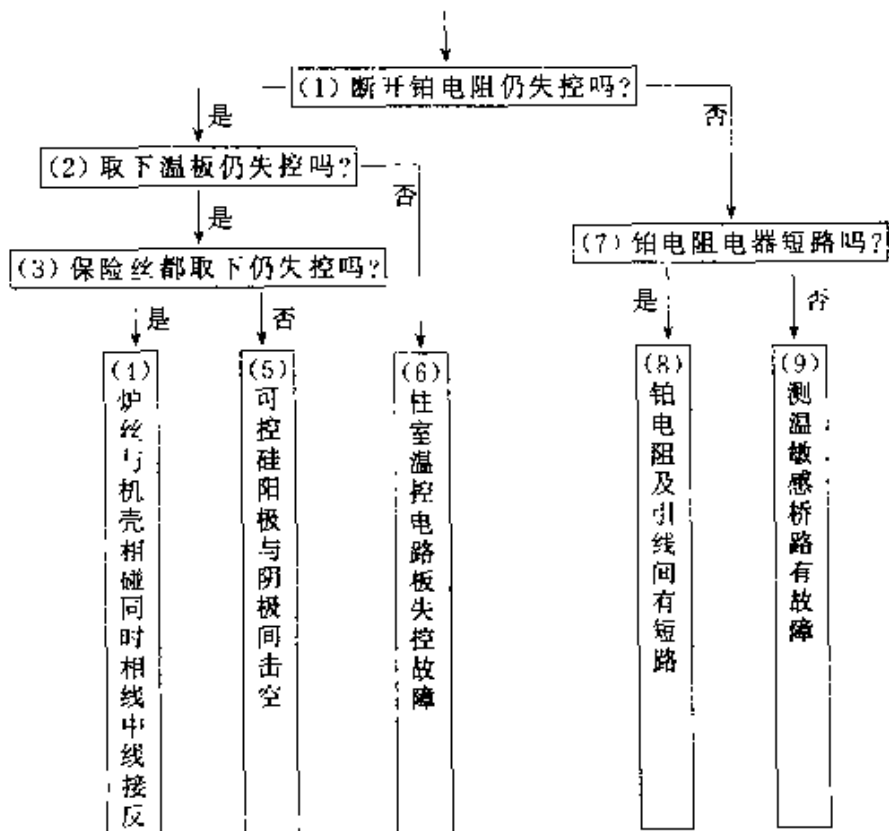 (1)断开铂电阻仍失控吗?
是
否
(2)取下温板仍失控吗?
否
是
(7)铂电阻电器短路吗?
(3)保险丝都取下仍失控吗?
是
否
是
否
(4)炉丝与机壳相碰同时相线中线接反
(5)可控硅阳极与阴极间击空
(6)柱室温控电路板失控故障
(8)铂电阻及引线间有短路
(9)测温敏感桥路有故障